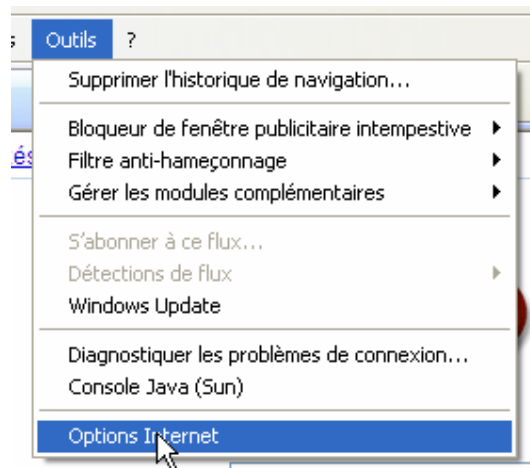 Outils ?
Supprimer l'historique de navigation...
Bloqueur de fenêtre publicitaire intempestive
és
Filtre anti-hameçonnage
Gérer les modules complémentaires
S'abonner à ce flux...
Détections de flux
Windows Update
Diagnostiquer les problèmes de connexion...
Console Java (Sun)
Options Internet